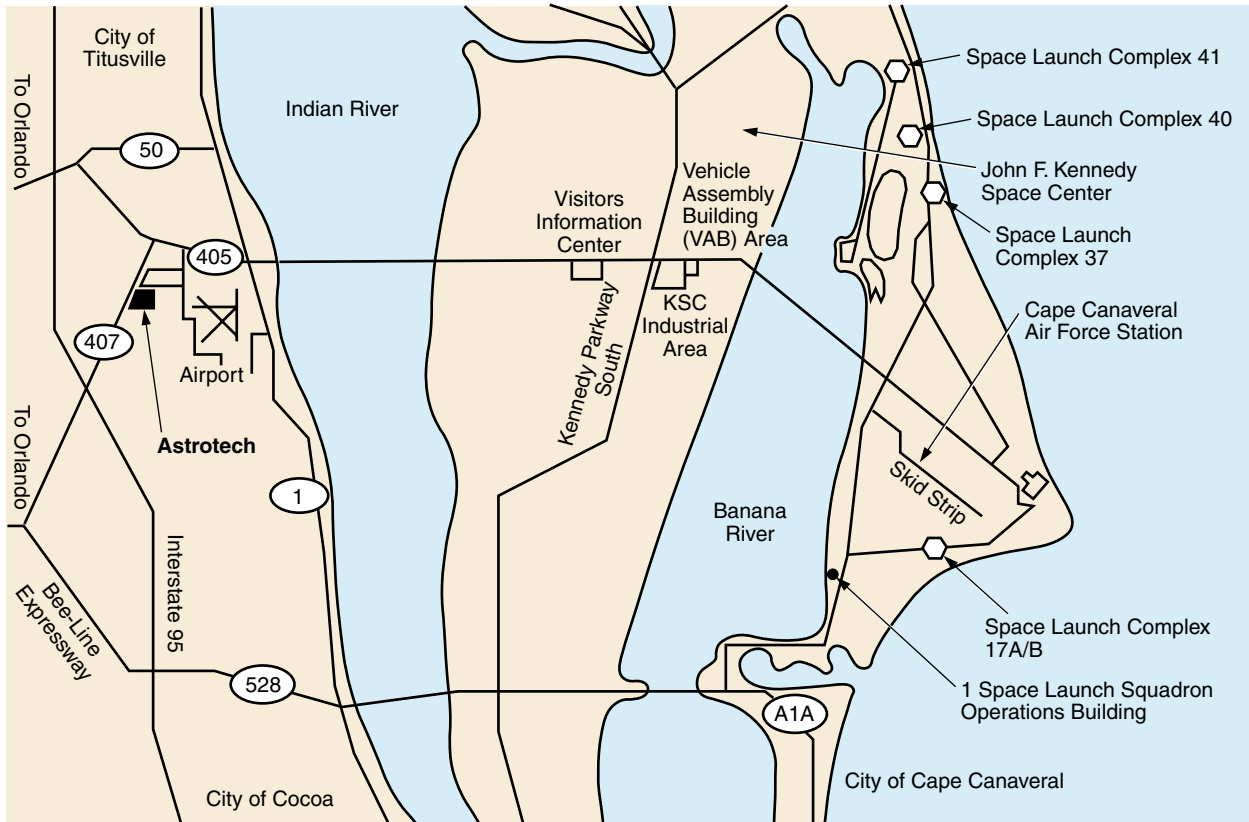 City of
Titusville
To Orlando
Indian River
50
Visitors
Information
Center
Vehicle
Assembly
Building
(VAB) Area
Space Launch Complex 41
Space Launch Complex 40
John F. Kennedy
Space Center
Space Launch
Complex 37
405
407
Airport
Astrotech
KSC
Industrial
Area
Kennedy Parkway
South
Cape Canaveral
Air Force Station
To Orlando
1
Skid Strip
Banana
River
Interstate 95
Bee-Line
Expressway
528
Space Launch Complex
17A/B
1 Space Launch Squadron
Operations Building
A1A
City of Cocoa
City of Cape Canaveral